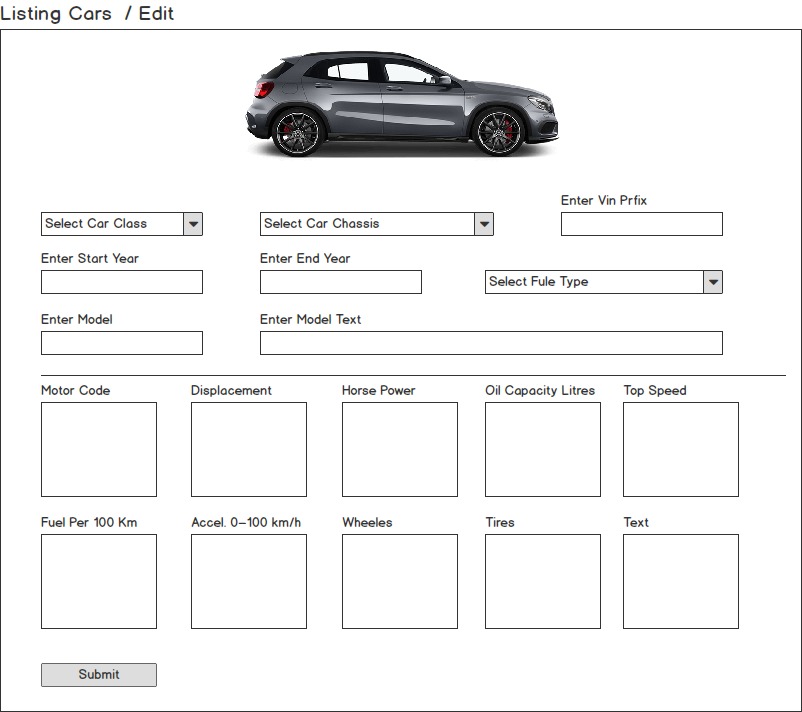 Listing Cars / Edit
Enter Vin Prfix
Select Car Class
Select Car Chassis
Enter Start Year
Enter End Year
Select Fule Type
Enter Model
Enter Model Text
Motor Code
Displacement
Horse Power
Oil Capacity Litres
Top Speed
Fuel Per 100 Km
Accel. 0–100 km/h
Wheeles
Tires
Text
Submit